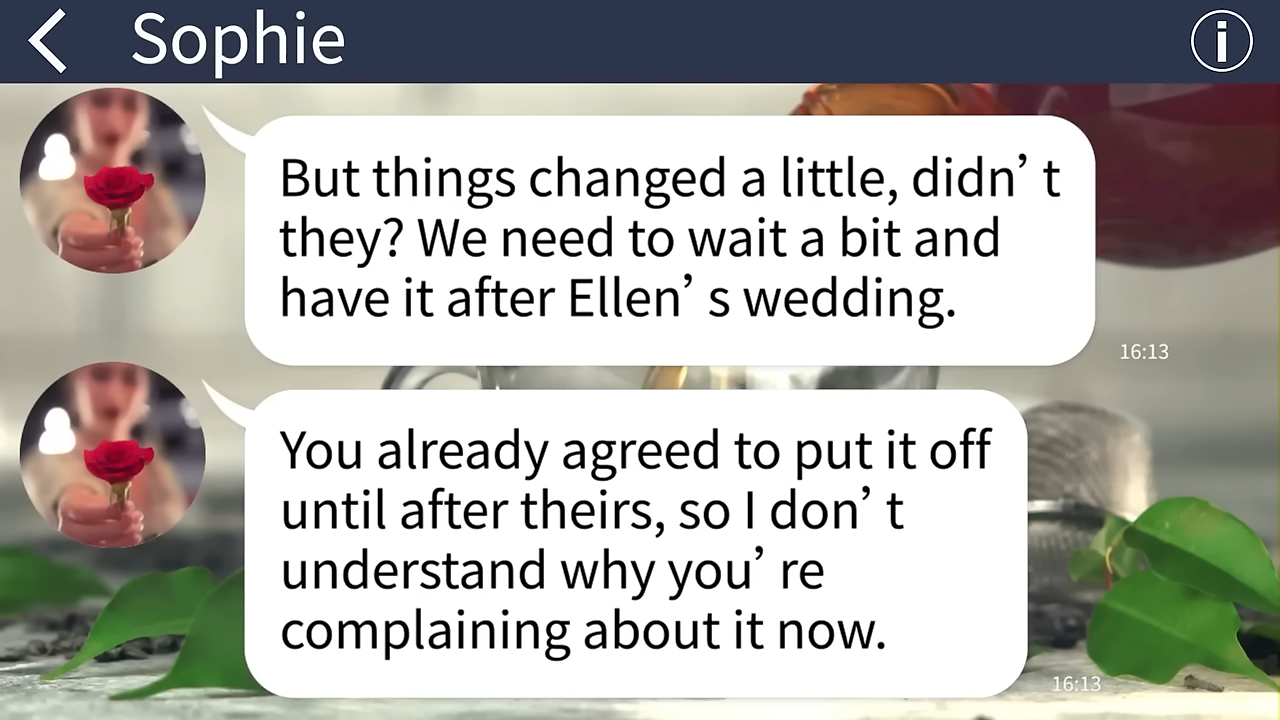 Sophie
But things changed a little, didn’ t
they? We need to wait a bit and
have it after Ellen’ s wedding.
16:13
You already agreed to put it off
until after theirs, so I don’ t
understand why you’ re
complaining about it now.
16:13